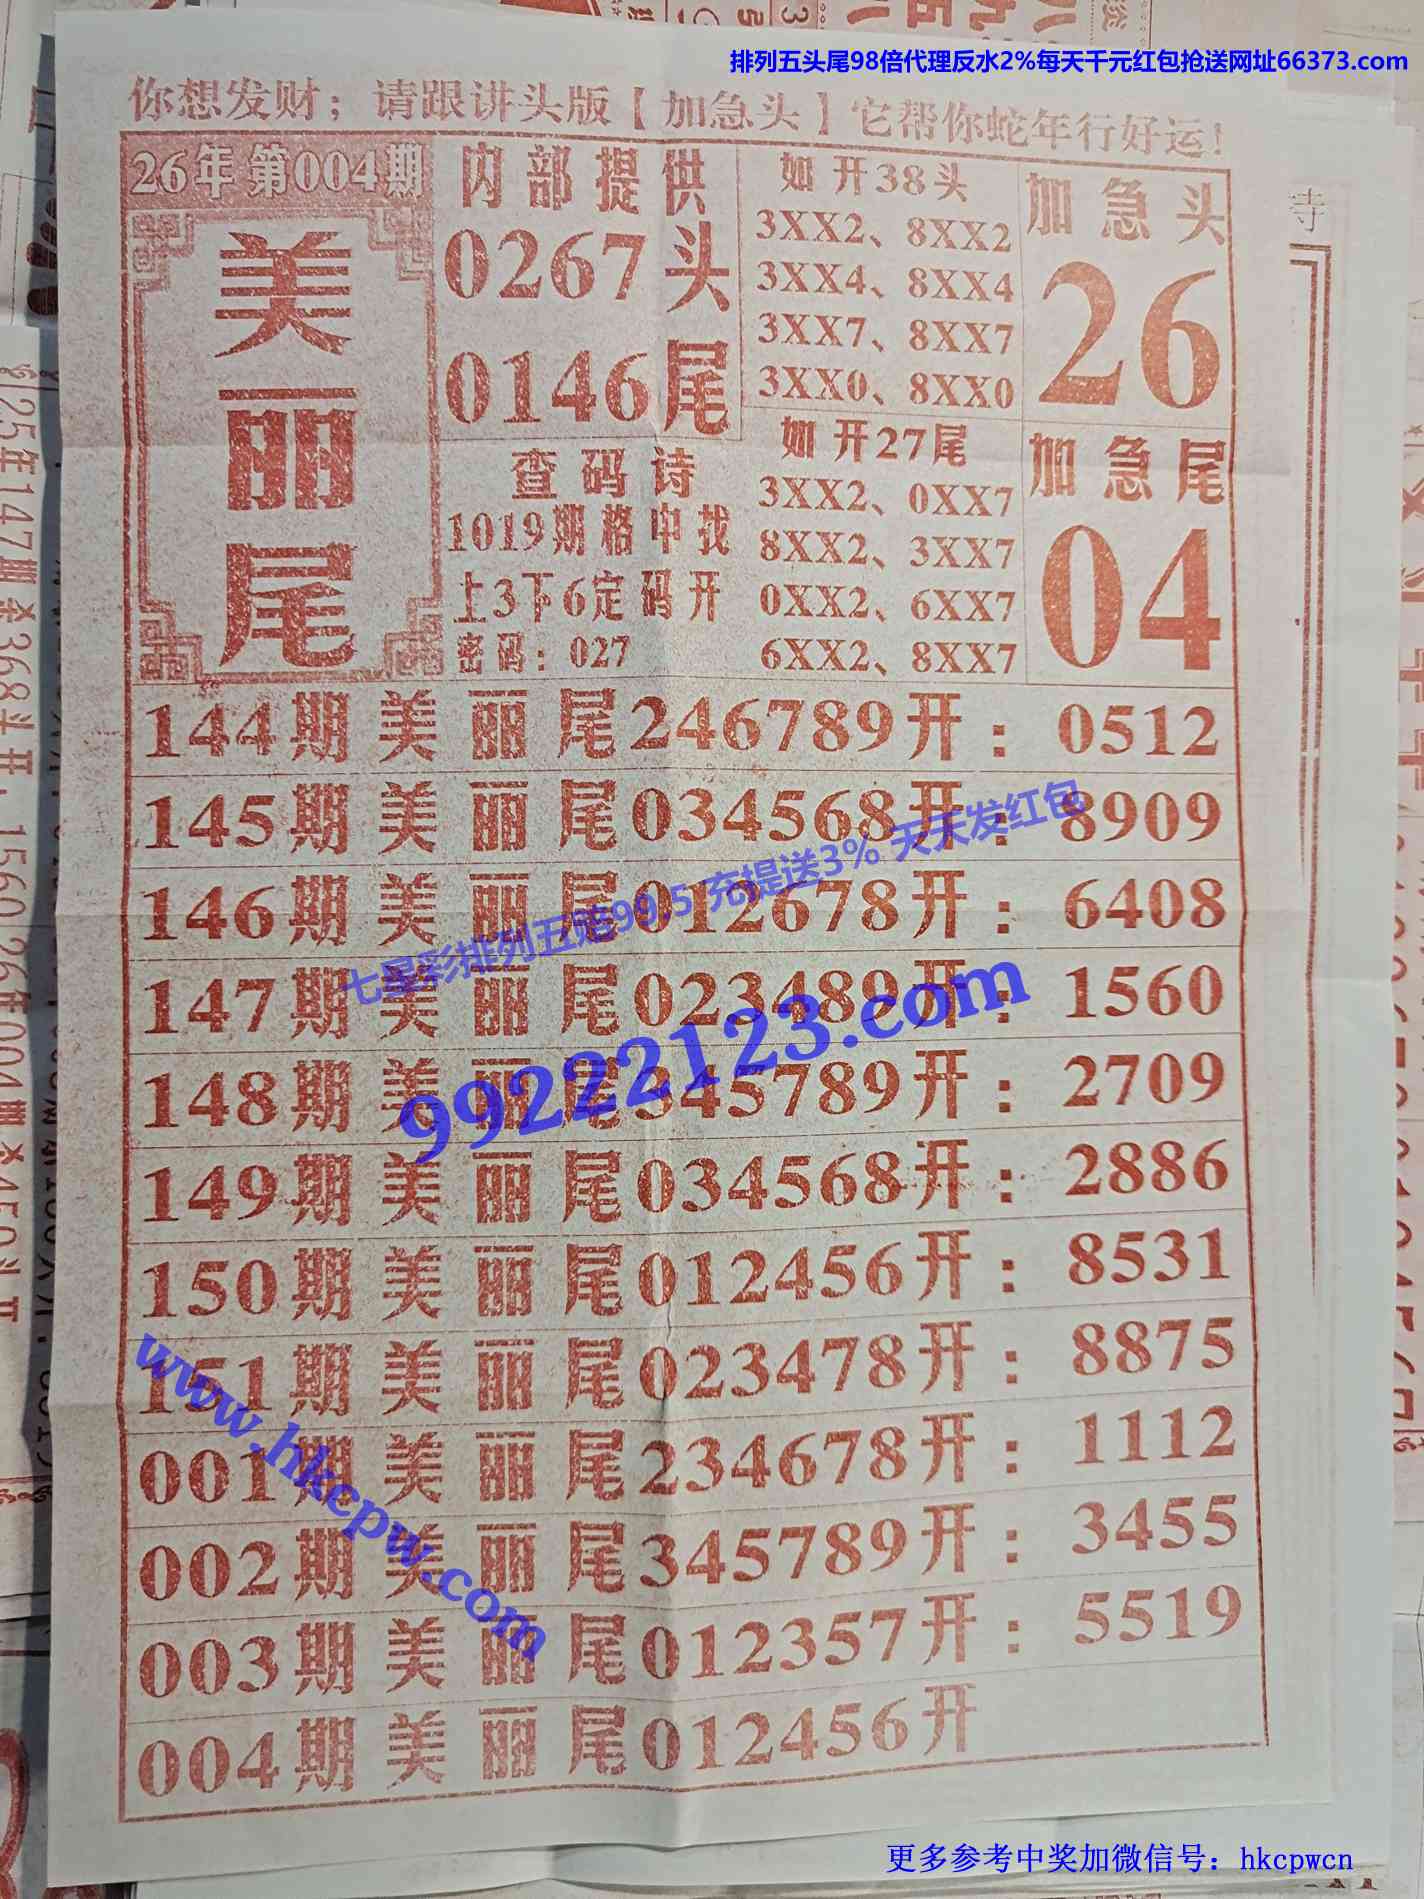 排列五头尾98倍代理反水2%每天千元红包抢送网址66373.com
你想发财；请跟讲头版【加急头】它帮你蛇年行好运！
26年第004期
美丽尾
内部提供
0267头
0146尾
查码诗
1019期格中找
上3下6定码开
密码：027
如开38头
3XX2、8XX2
3XX4、8XX4
3XX7、8XX7
3XX0、8XX0
如开27尾
3XX2、0XX7
8XX2、3XX7
0XX2、6XX7
6XX2、8XX7
加急头
26
加急尾
04
144期美丽尾246789开：0512
145期美丽尾034568开：8909
146期美丽尾012678开：6408
147期美丽尾023489开：1560
148期美丽尾345789开：2709
149期美丽尾034568开：2886
150期美丽尾012456开：8531
151期美丽尾023478开：8875
001期美丽尾234678开：1112
002期美丽尾345789开：3455
003期美丽尾012357开：5519
004期美丽尾012456开
七星彩排列五赔99.5 充提送3% 天天发红包
99222123.com
www.hkcpw.com
更多参考中奖加微信号：hkcpwcn
寺
25年147期杀368头开：1560